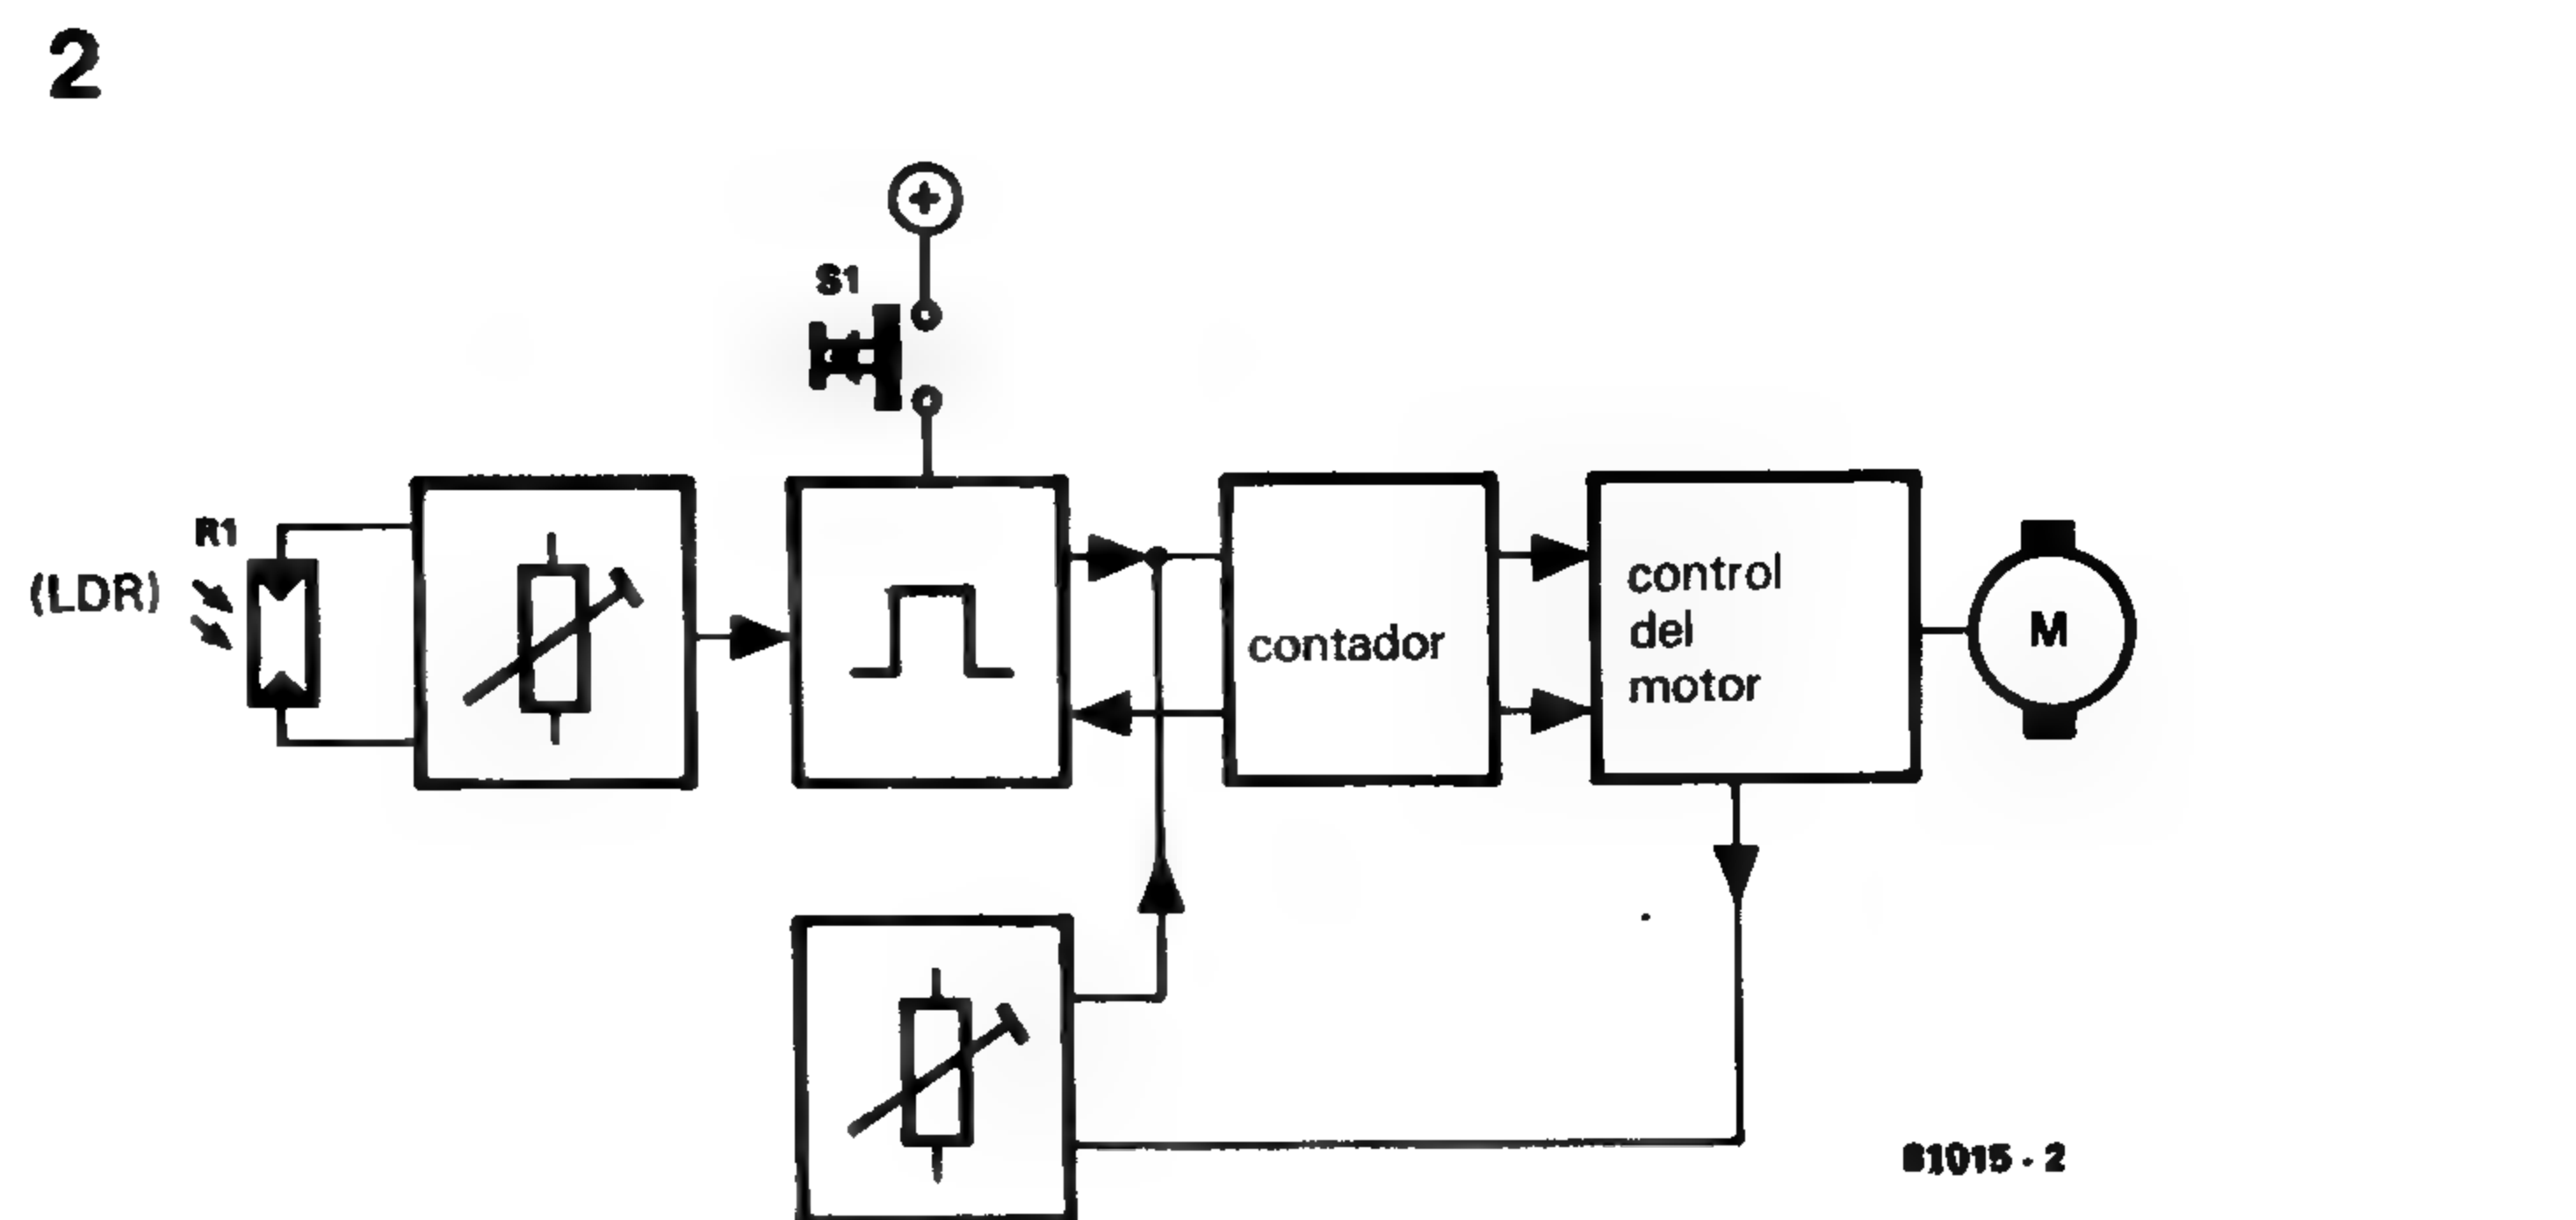 2
S1
R1
(LDR)
contador
control
del
motor
M
81015 - 2